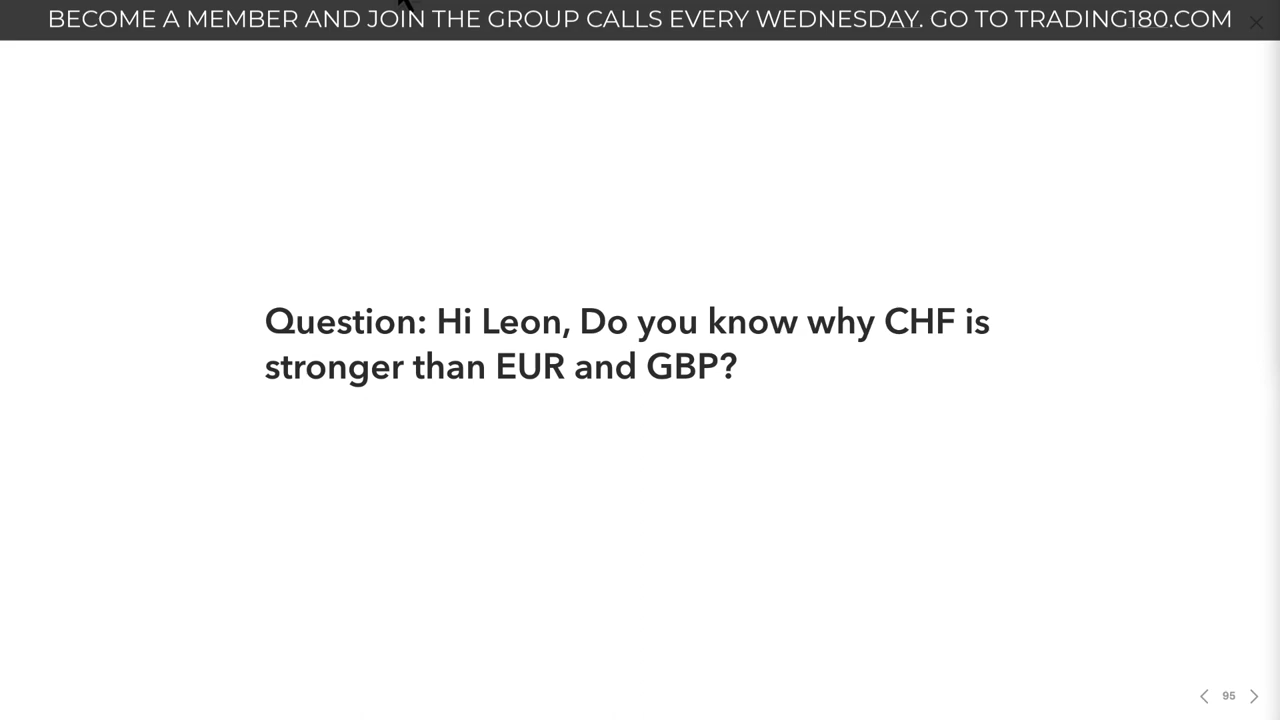 BECOME A MEMBER AND JOIN THE GROUP CALLS EVERY WEDNESDAY. GO TO TRADING180.COM
Question: Hi Leon, Do you know why CHF is
stronger than EUR and GBP?
95